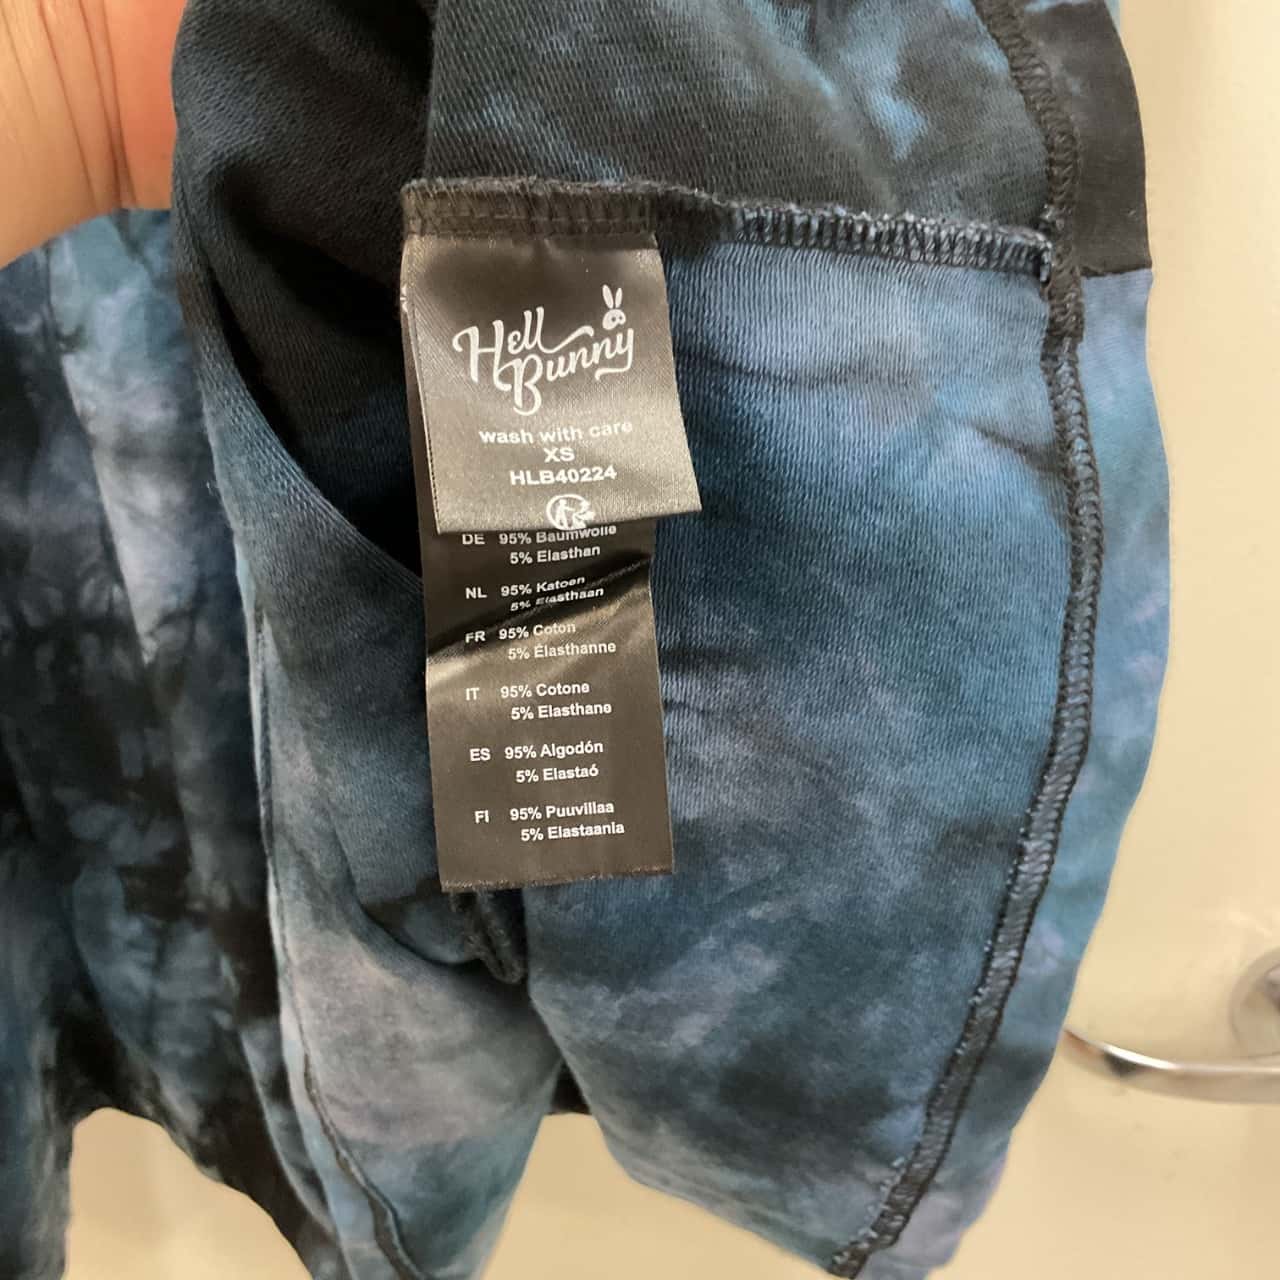 Hell
Bunny
wash with care
XS
HLB40224
DE 95% Baumwolle
5% Elasthan
NL 95% Katoen
5% Elasthaan
FR 95% Coton
5% Élasthanne
IT 95% Cotone
5% Elasthane
ES 95% Algodón
5% Elastaó
FI 95% Puuvillaa
5% Elastaania